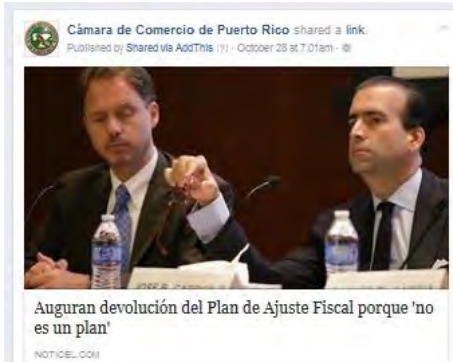 Cámara de Comercio de Puerto Rico shared a link.
Published by Shared via AddThis [?] · October 28 at 7:01am ·
Auguran devolución del Plan de Ajuste Fiscal porque 'no
es un plan'
NOTICEL.COM